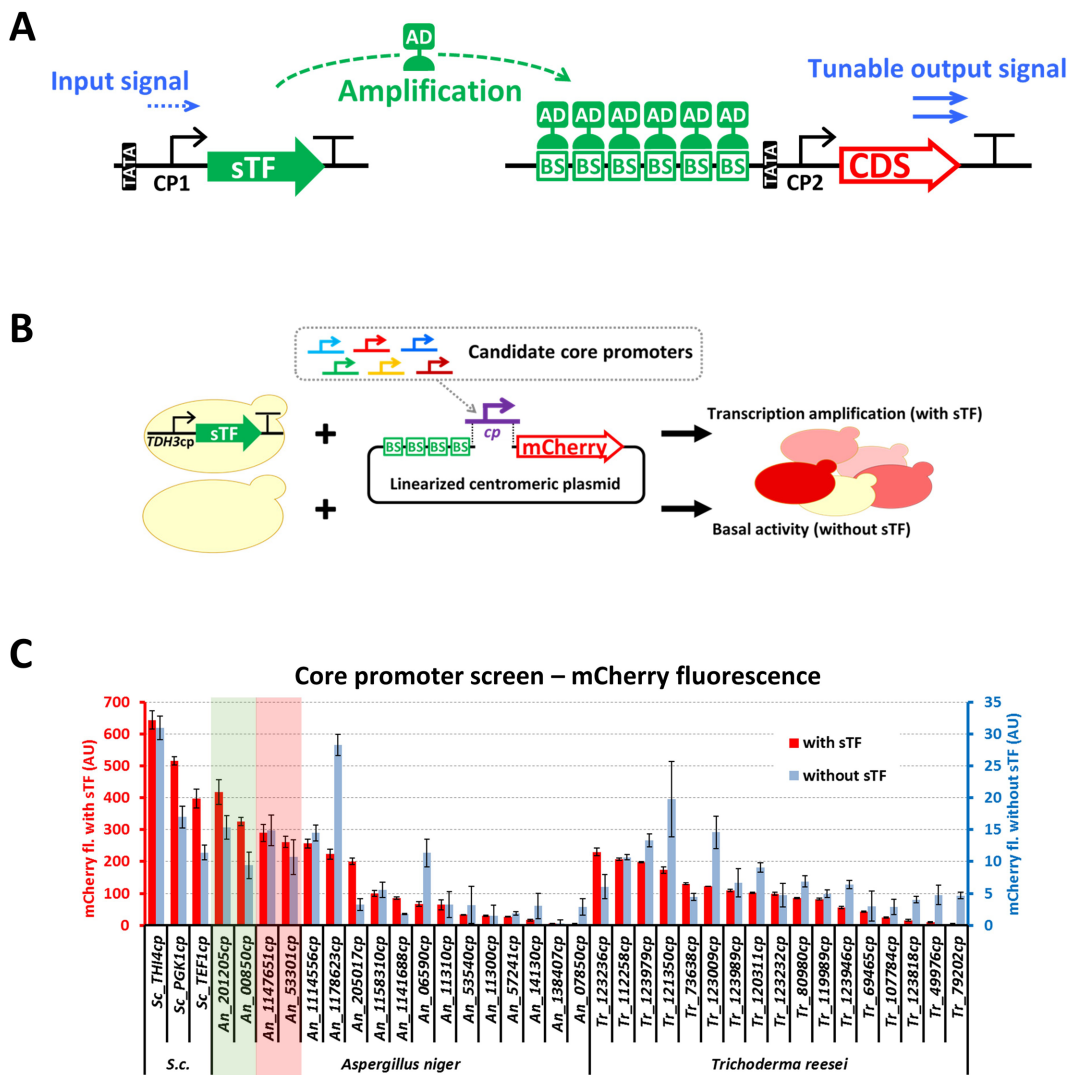 A
Input signal
AD
Amplification
Tunable output signal
AD AD AD AD AD AD
BS BS BS BS BS BS
TATA
CP1
sTF
TATA
CP2
CDS
B
Candidate core promoters
TDH3cp
sTF
cp
BS BS BS BS
mCherry
Linearized centromeric plasmid
Transcription amplification (with sTF)
Basal activity (without sTF)
C
Core promoter screen – mCherry fluorescence
mCherry fl. with sTF (AU)
700
600
500
400
300
200
100
0
with sTF
without sTF
35
30
25
20
15
10
5
0
mCherry fl. without sTF (AU)
Sc_THI4cp
Sc_PGK1cp
Sc_TEF1cp
An_201205cp
An_00850cp
An_1147651cp
An_53301cp
An_1114556cp
An_1178623cp
An_205017cp
An_1158310cp
An_1141688cp
An_06590cp
An_11310cp
An_53540cp
An_11300cp
An_57241cp
An_14130cp
An_138407cp
An_07850cp
Tr_123236cp
Tr_112258cp
Tr_123979cp
Tr_121350cp
Tr_73638cp
Tr_123009cp
Tr_123989cp
Tr_120311cp
Tr_123232cp
Tr_80980cp
Tr_119989cp
Tr_123946cp
Tr_69465cp
Tr_107784cp
Tr_123818cp
Tr_49976cp
Tr_79202cp
S.c.
Aspergillus niger
Trichoderma reesei